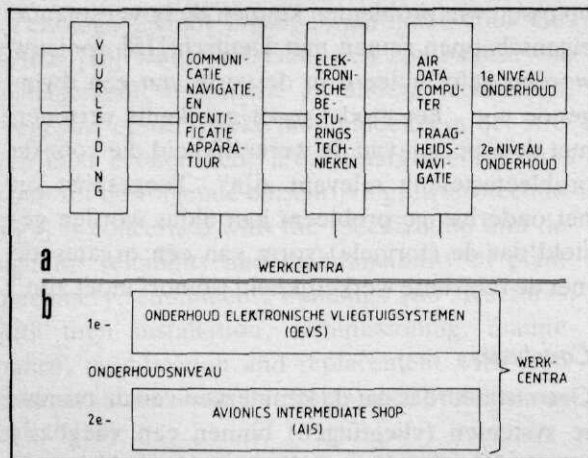 COMMUNI-
CATIE
NAVIGATIE,
EN
IDENTI-
FICATIE
APPARA-
TUUR
ELEK-
TRONI-
SCHE
BE-
STU-
RINGS
TECH-
NIEKEN
AIR
DATA
COMPU-
TER
TRAAG-
HEIDS
NAVI-
GATIE
1e NIVEAU
ONDERHOUD
2e NIVEAU
ONDERHOUD
a
WERKCENTRA
b
1e-
ONDERHOUD ELEKTRONISCHE VLIEGTUIGSYSTEMEN
(OEVS)
ONDERHOUDSNIVEAU
WERK
CENTRA
2e-
AVIONICS INTERMEDIATE SHOP
(AIS)